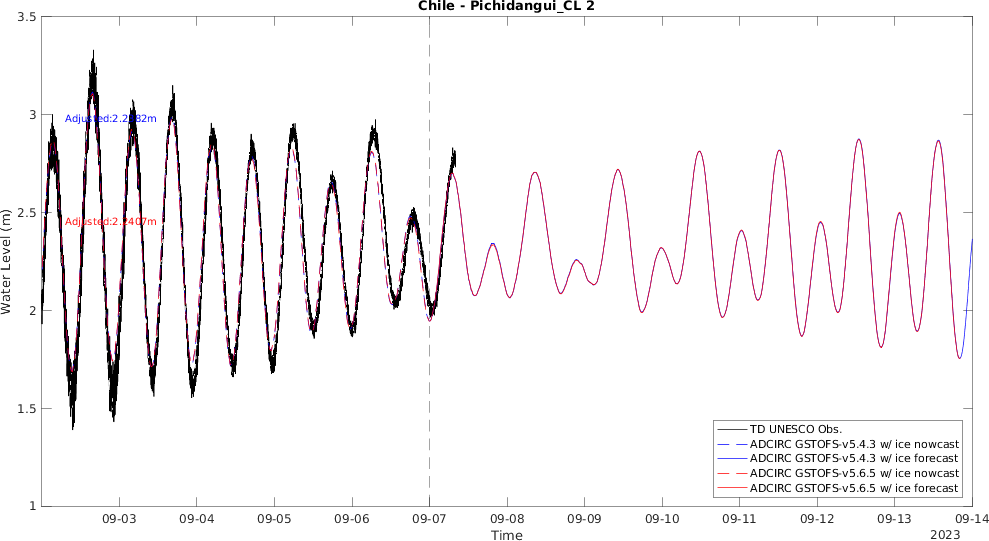 Chile - Pichidangui_CL 2
3.5
3
2.5
2
1.5
1
Water Level (m)
Adjusted:2.2482m
Adjusted:2.2407m
TD UNESCO Obs.
ADCIRC GSTOFS-v5.4.3 w/ ice nowcast
ADCIRC GSTOFS-v5.4.3 w/ ice forecast
ADCIRC GSTOFS-v5.6.5 w/ ice nowcast
ADCIRC GSTOFS-v5.6.5 w/ ice forecast
09-03 09-04 09-05 09-06 09-07 09-08 09-09 09-10 09-11 09-12 09-13 09-14
Time
2023